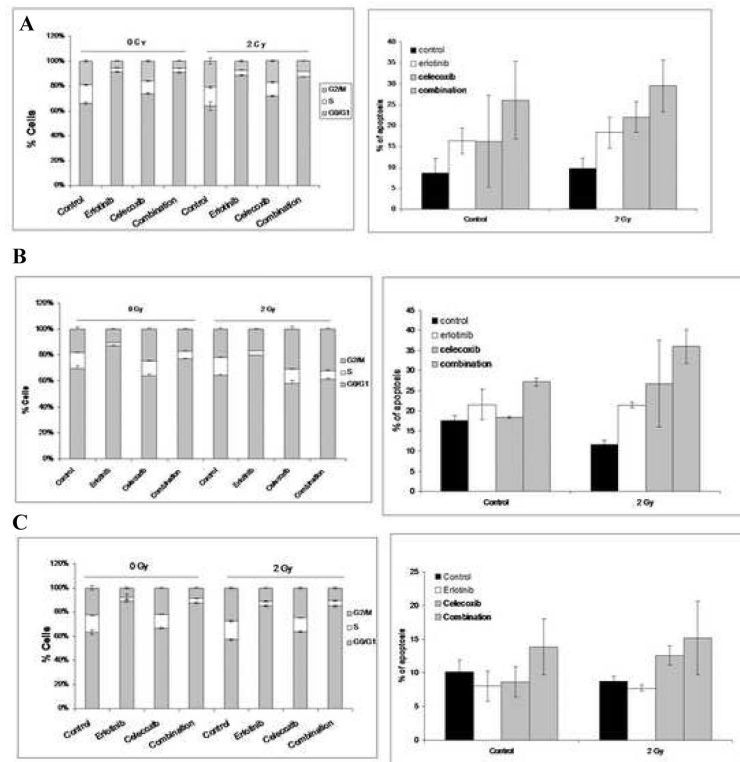 A
0 Gy 2 Gy
120%
100%
80%
60%
40%
20%
0%
% Cells
G2/M
S
G0/G1
Control Erlotinib Celecoxib Combination Control Erlotinib Celecoxib Combination
40
35
30
25
20
15
10
5
0
% of apoptosis
control
erlotinib
celecoxib
combination
Control 2 Gy
B
0 Gy 2 Gy
120%
100%
80%
60%
40%
20%
0%
% Cells
G2/M
S
G0/G1
Control Erlotinib Celecoxib Combination Control Erlotinib Celecoxib Combination
45
40
35
30
25
20
15
10
5
0
% of apoptosis
control
erlotinib
celecoxib
combination
Control 2 Gy
C
0 Gy 2 Gy
120%
100%
80%
60%
40%
20%
0%
% Cells
G2/M
S
G0/G1
Control Erlotinib Celecoxib Combination Control Erlotinib Celecoxib Combination
25
20
15
10
5
0
% of apoptosis
Control
Erlotinib
Celecoxib
Combination
Control 2 Gy